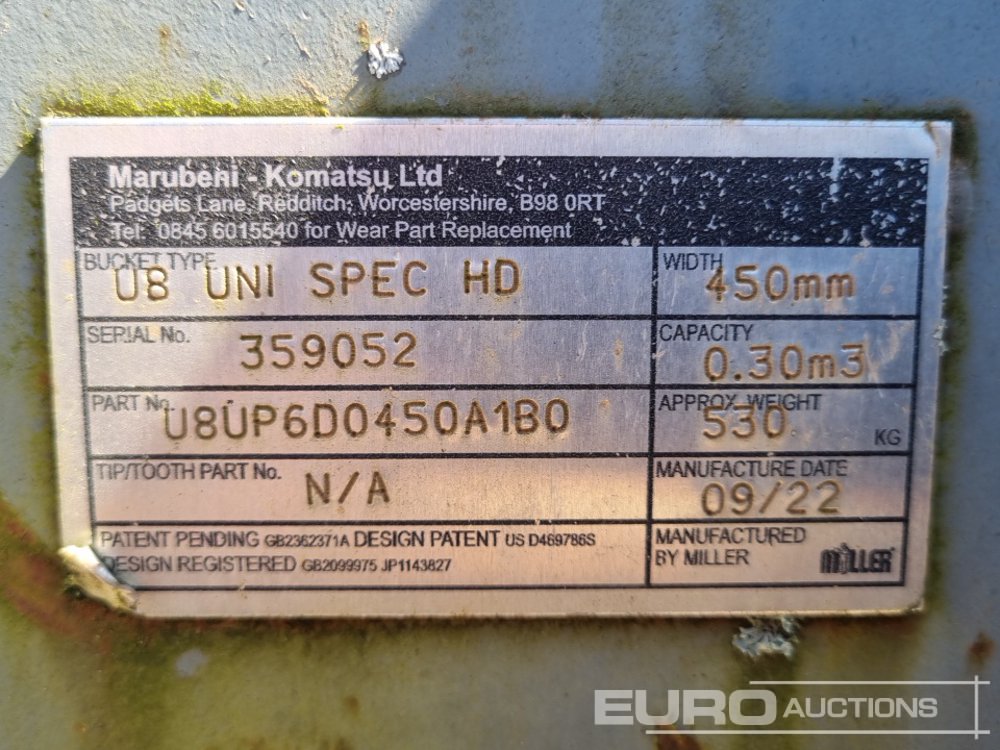 Marubeni - Komatsu Ltd
Padgets Lane, Redditch, Worcestershire, B98 0RT
Tel: 0845 6015540 for Wear Part Replacement
BUCKET TYPE
U8 UNI SPEC HD
WIDTH
450mm
SERIAL No.
359052
CAPACITY
0.30m3
PART No.
U8UP6D0450A1B0
APPROX. WEIGHT
530
KG
TIP/TOOTH PART No.
N/A
MANUFACTURE DATE
09/22
PATENT PENDING GB2362371A DESIGN PATENT US D469786S
DESIGN REGISTERED GB2099975 JP1143827
MANUFACTURED
BY MILLER
MILLER
EURO AUCTIONS